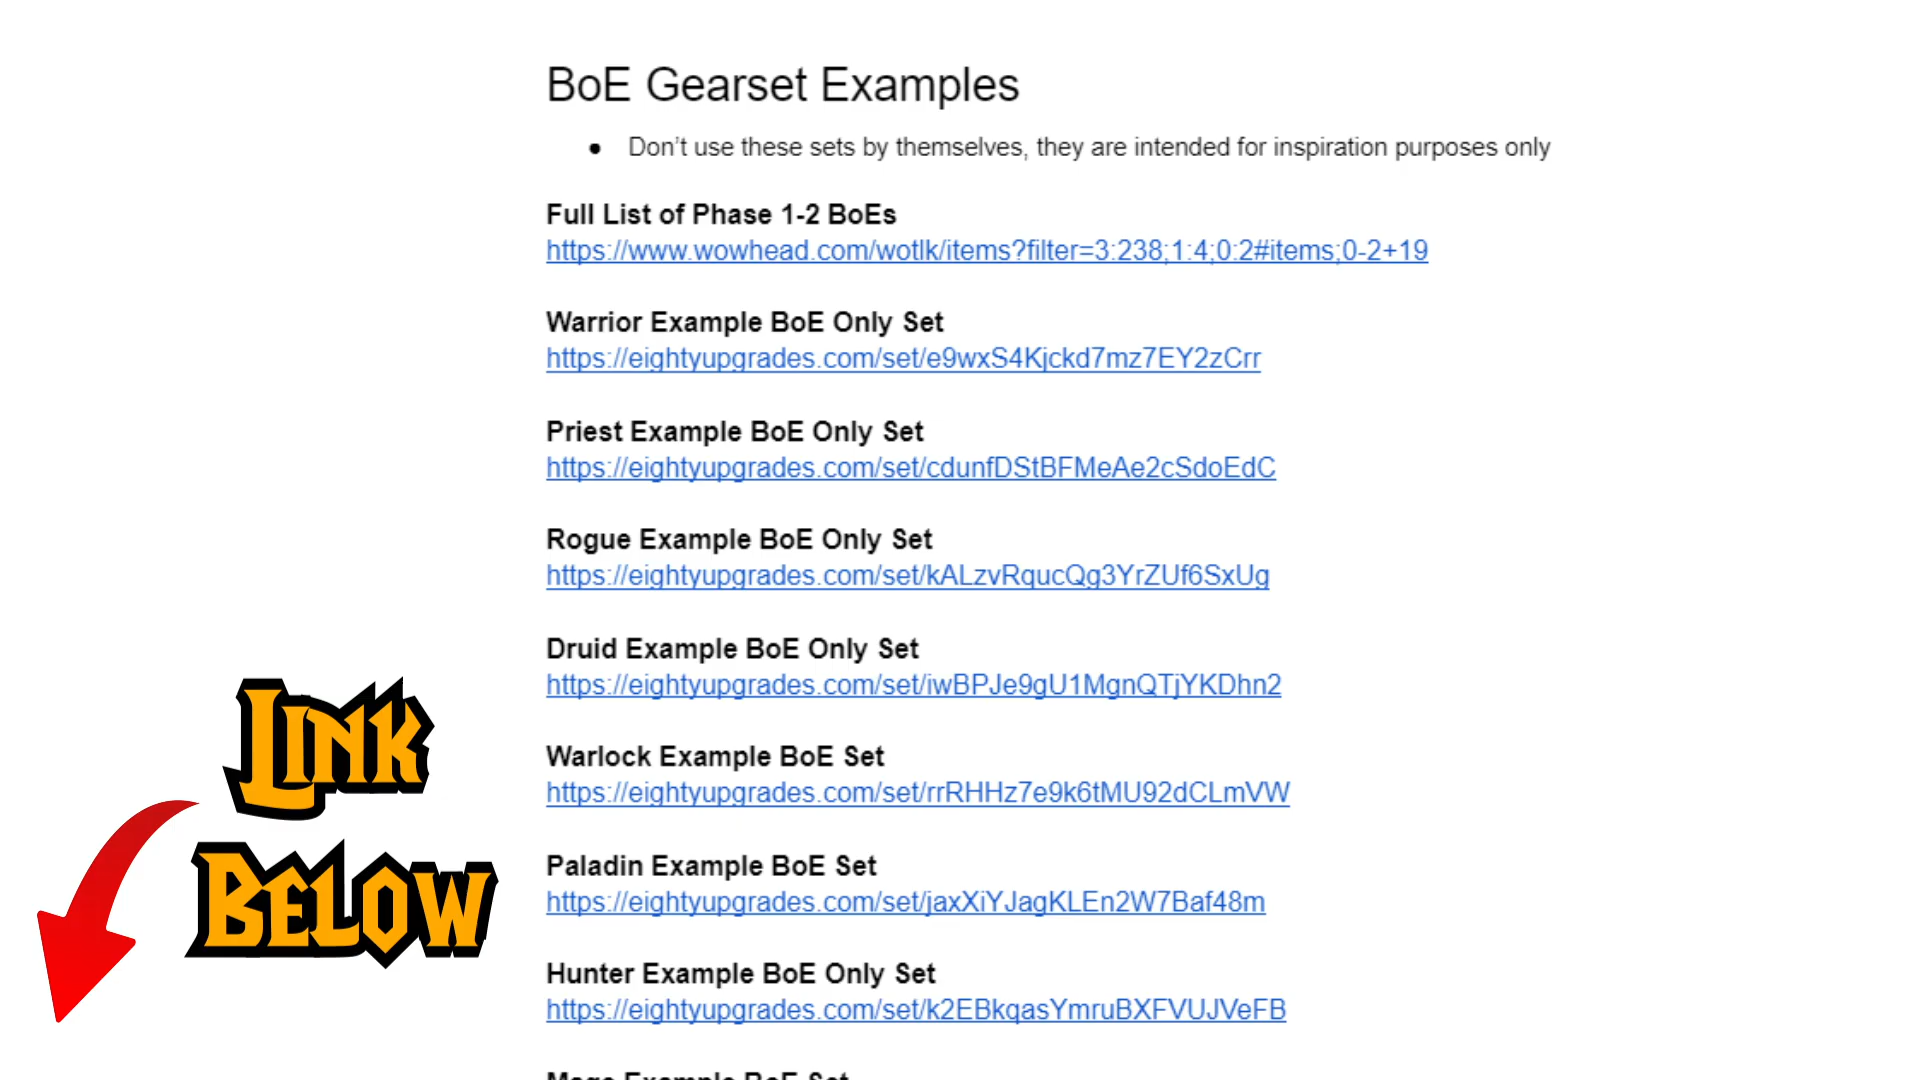 BoE Gearset Examples
● Don't use these sets by themselves, they are intended for inspiration purposes only
Full List of Phase 1-2 BoEs
https://www.wowhead.com/wotlk/items?filter=3:238;1:4;0:2#items;0-2+19
Warrior Example BoE Only Set
https://eightyupgrades.com/set/e9wxS4Kjckd7mz7EY2zCrr
Priest Example BoE Only Set
https://eightyupgrades.com/set/cdunfDStBFMeAe2cSdoEdC
Rogue Example BoE Only Set
https://eightyupgrades.com/set/kALzvRqucQg3YrZUf6SxUg
Druid Example BoE Only Set
https://eightyupgrades.com/set/iwBPJe9gU1MgnQTjYKDhn2
Warlock Example BoE Set
https://eightyupgrades.com/set/rrRHHz7e9k6tMU92dCLmVW
Paladin Example BoE Set
https://eightyupgrades.com/set/jaxXiYJagKLEn2W7Baf48m
Hunter Example BoE Only Set
https://eightyupgrades.com/set/k2EBkqasYmruBXFVUJVeFB
Mage Example BoE Set
Link
Below